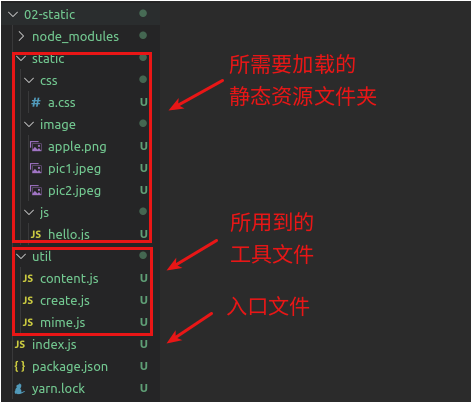 02-static
node_modules
static
css
# a.css U
image
apple.png U
pic1.jpeg U
pic2.jpeg U
js
JS hello.js U
util
JS content.js U
JS create.js U
JS mime.js U
JS index.js U
{ } package.json U
yarn.lock U
所需要加载的
静态资源文件夹
所用到的
工具文件
入口文件